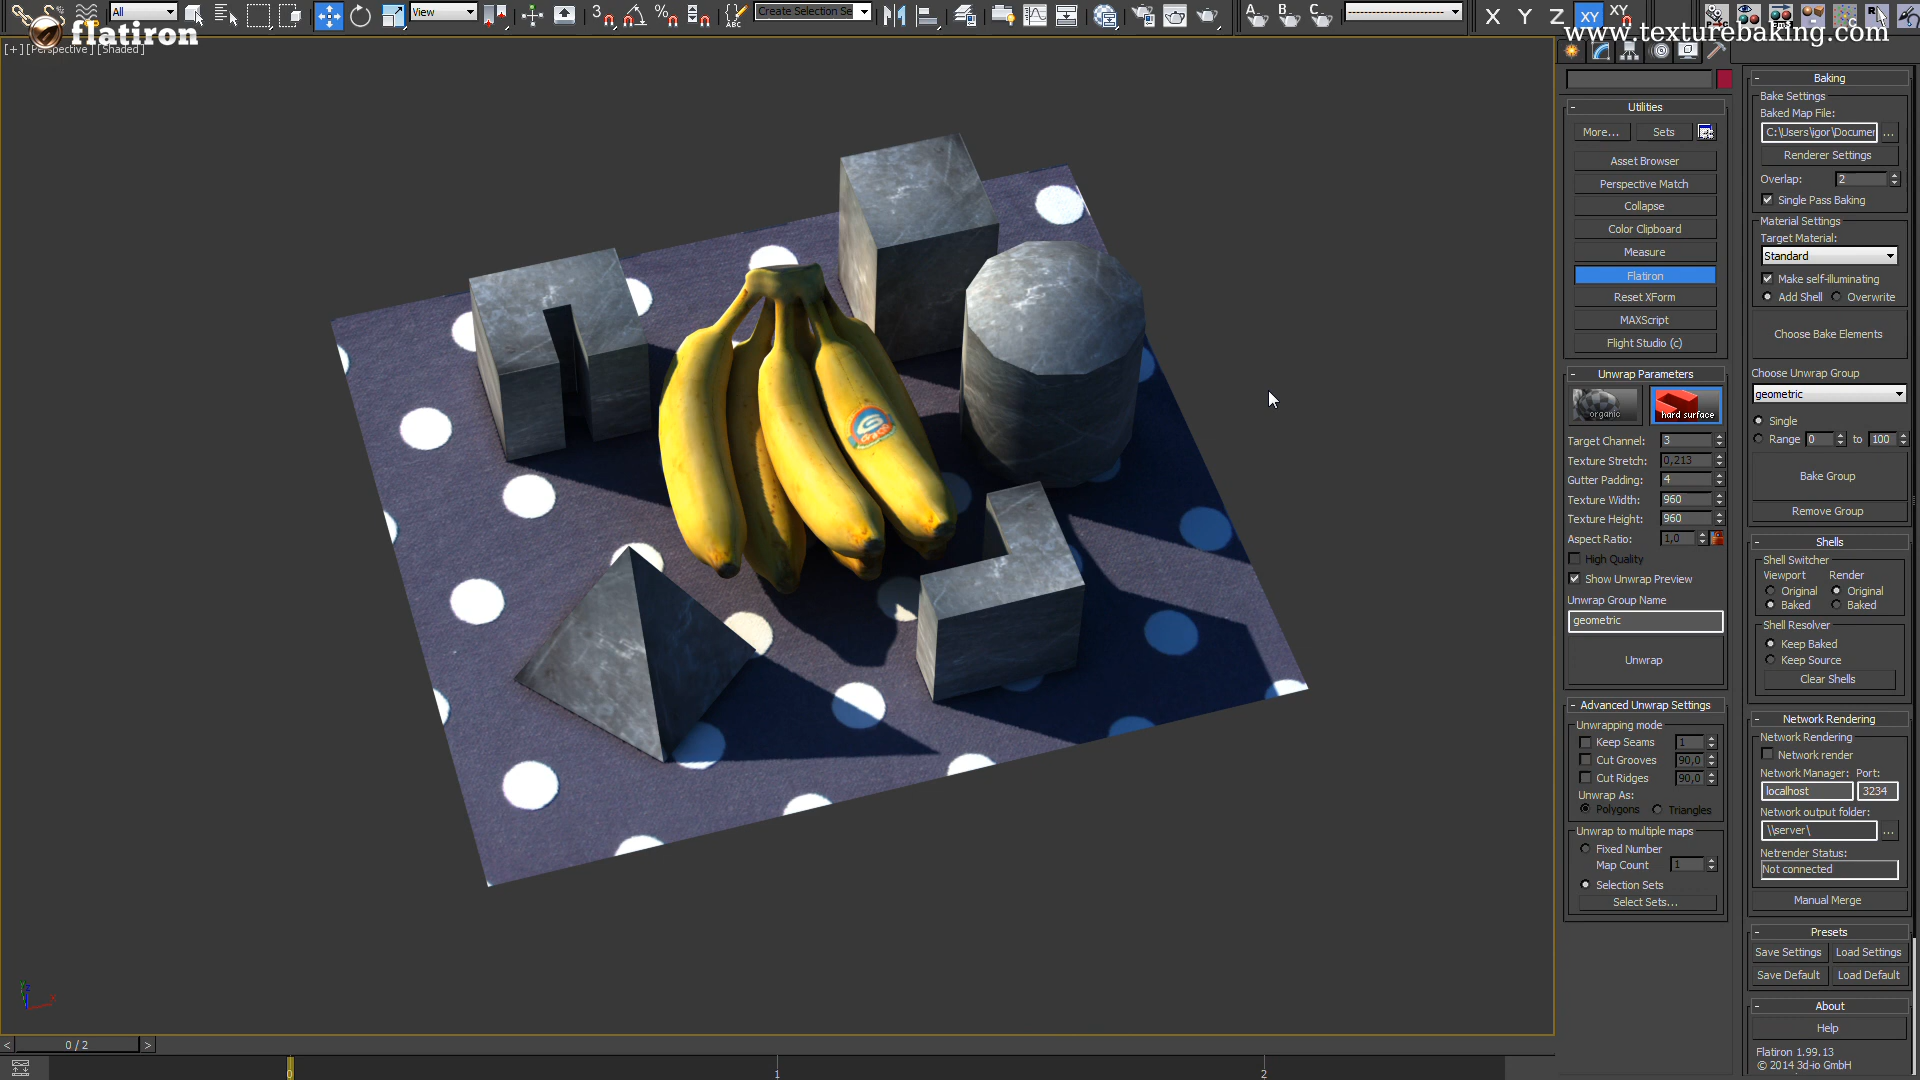 All
View
Create Selection Se
X Y Z XY XY
flatiron
www.texturebaking.com
[+] [Perspective ] [Shaded ]
Utilities
More... Sets
Asset Browser
Perspective Match
Collapse
Color Clipboard
Measure
Flatiron
Reset XForm
MAXScript
Flight Studio (c)
Unwrap Parameters
organic hard surface
Target Channel: 3
Texture Stretch: 0,213
Gutter Padding: 4
Texture Width: 960
Texture Height: 960
Aspect Ratio: 1,0
High Quality
Show Unwrap Preview
Unwrap Group Name
geometric
Unwrap
Advanced Unwrap Settings
Unwrapping mode
Keep Seams 1
Cut Grooves 90,0
Cut Ridges 90,0
Unwrap As:
Polygons Triangles
Unwrap to multiple maps
Fixed Number
Map Count 1
Selection Sets
Select Sets...
Baking
Bake Settings
Baked Map File:
C:\Users\igor\Documer ...
Renderer Settings
Overlap: 2
Single Pass Baking
Material Settings
Target Material:
Standard
Make self-illuminating
Add Shell Overwrite
Choose Bake Elements
Choose Unwrap Group
geometric
Single
Range 0 to 100
Bake Group
Remove Group
Shells
Shell Switcher
Viewport Render
Original Original
Baked Baked
Shell Resolver
Keep Baked
Keep Source
Clear Shells
Network Rendering
Network Rendering
Network render
Network Manager: Port:
localhost 3234
Network output folder:
\\server\ ...
Netrender Status:
Not connected
Manual Merge
Presets
Save Settings Load Settings
Save Default Load Default
About
Help
Flatiron 1.99.13
© 2014 3d-io GmbH
< 0 / 2 >
0 1 2